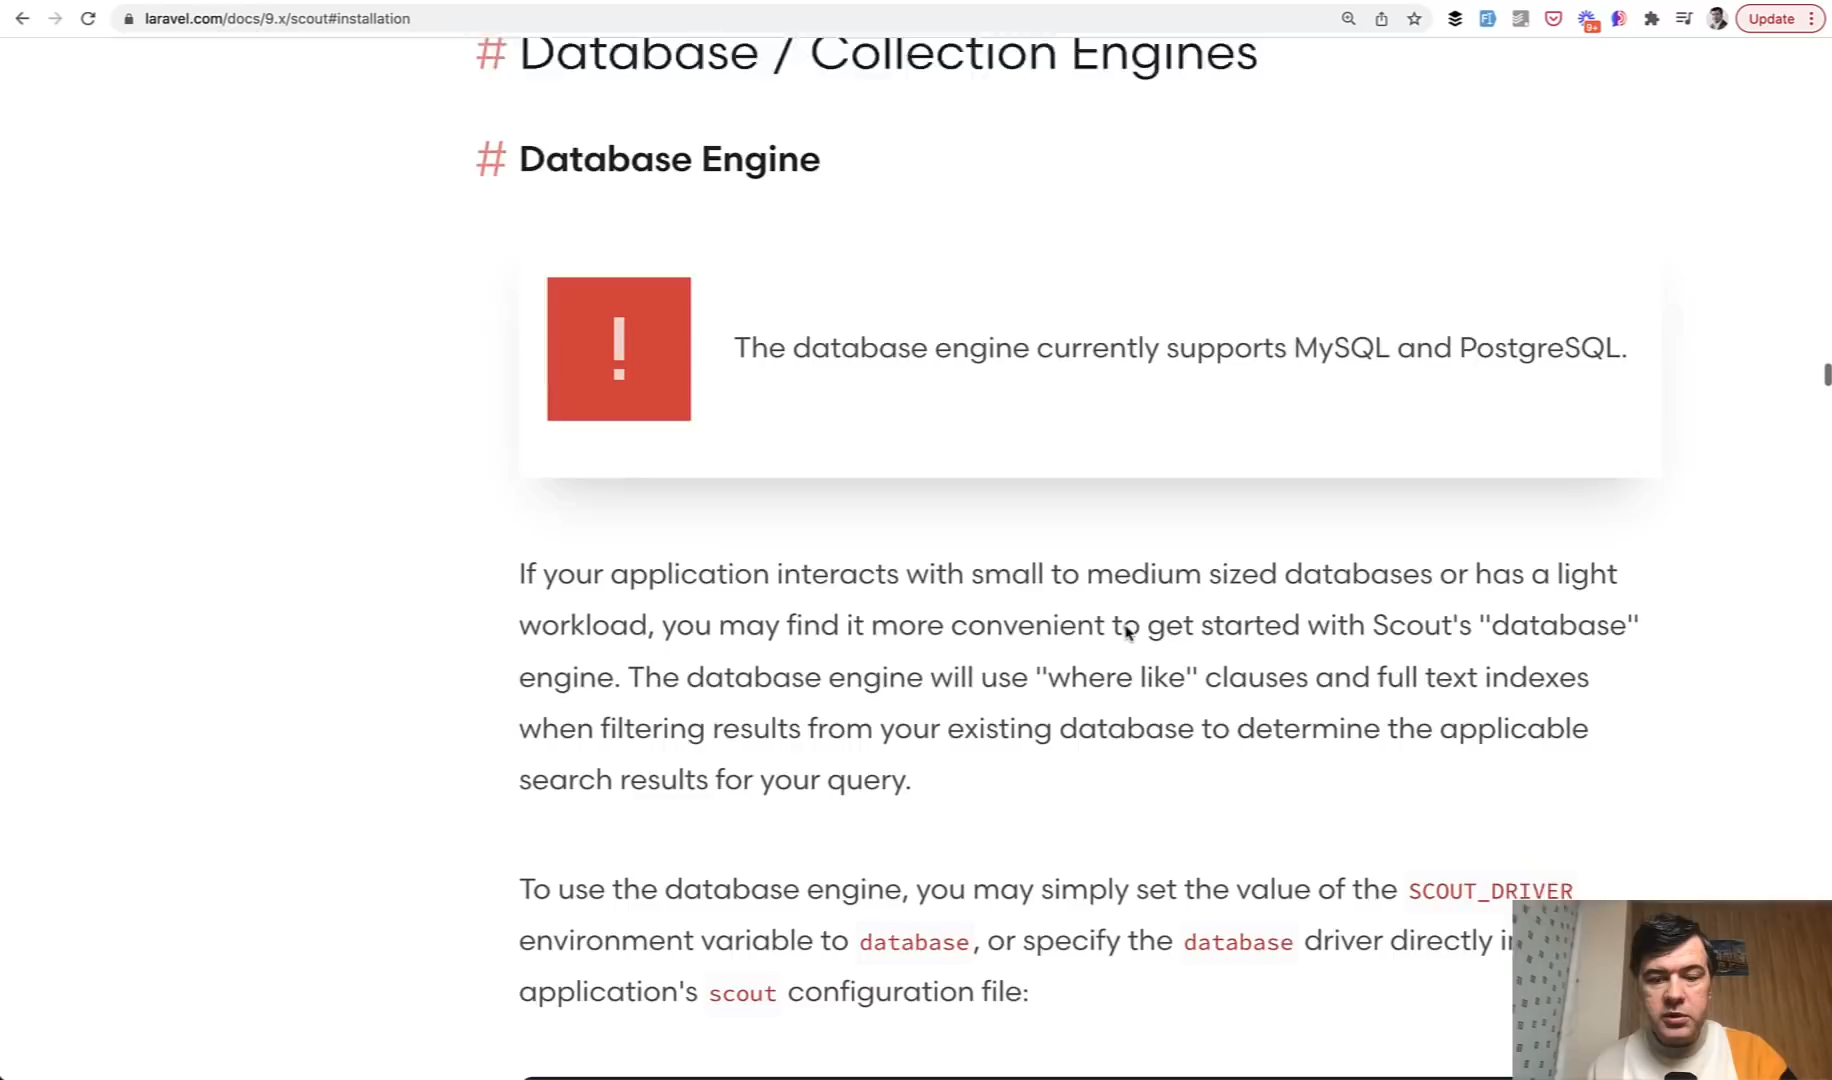 laravel.com/docs/9.x/scout#installation
9+
Update
# Database / Collection Engines
# Database Engine
!
The database engine currently supports MySQL and PostgreSQL.
If your application interacts with small to medium sized databases or has a light
workload, you may find it more convenient to get started with Scout's "database"
engine. The database engine will use "where like" clauses and full text indexes
when filtering results from your existing database to determine the applicable
search results for your query.
To use the database engine, you may simply set the value of the SCOUT_DRIVER
environment variable to database, or specify the database driver directly
application's scout configuration file: